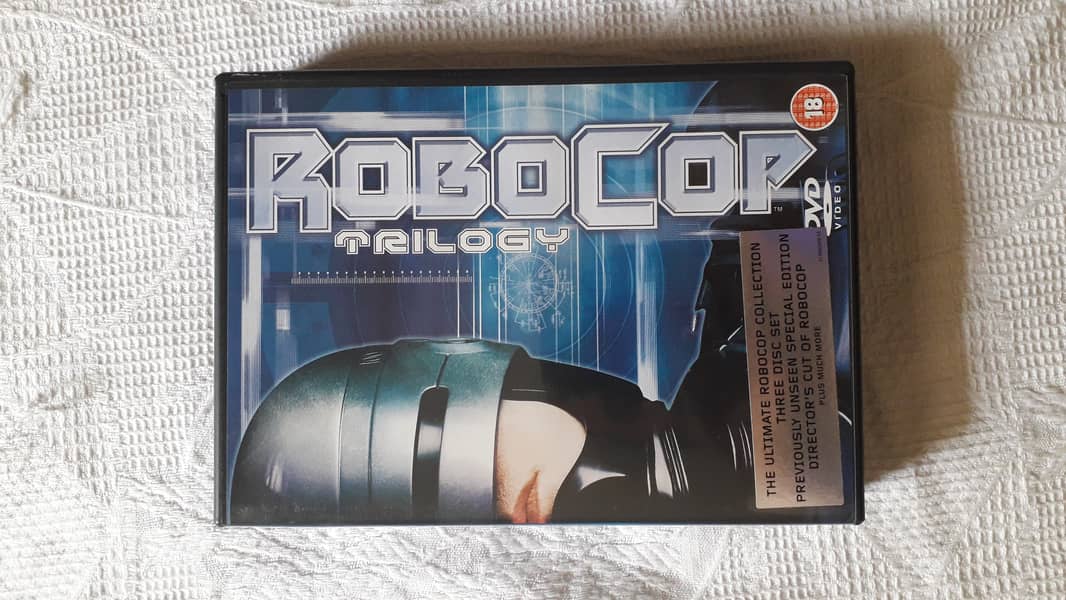 18
ROBOCOP
TM
TRILOGY
DVD
VIDEO
THE ULTIMATE ROBOCOP COLLECTION
THREE DISC SET
PREVIOUSLY UNSEEN SPECIAL EDITION
DIRECTOR'S CUT OF ROBOCOP
PLUS MUCH MORE